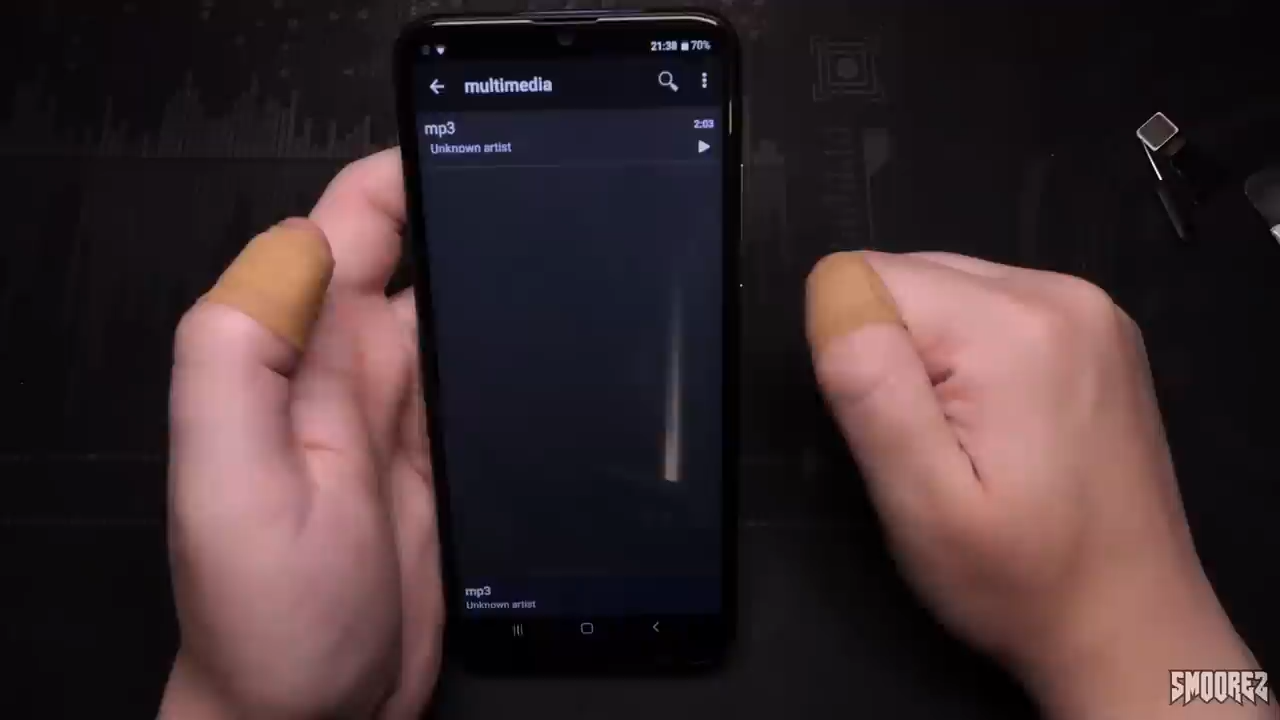 21:38 70%
multimedia
mp3
2:03
Unknown artist
mp3
Unknown artist
SMOOREZ